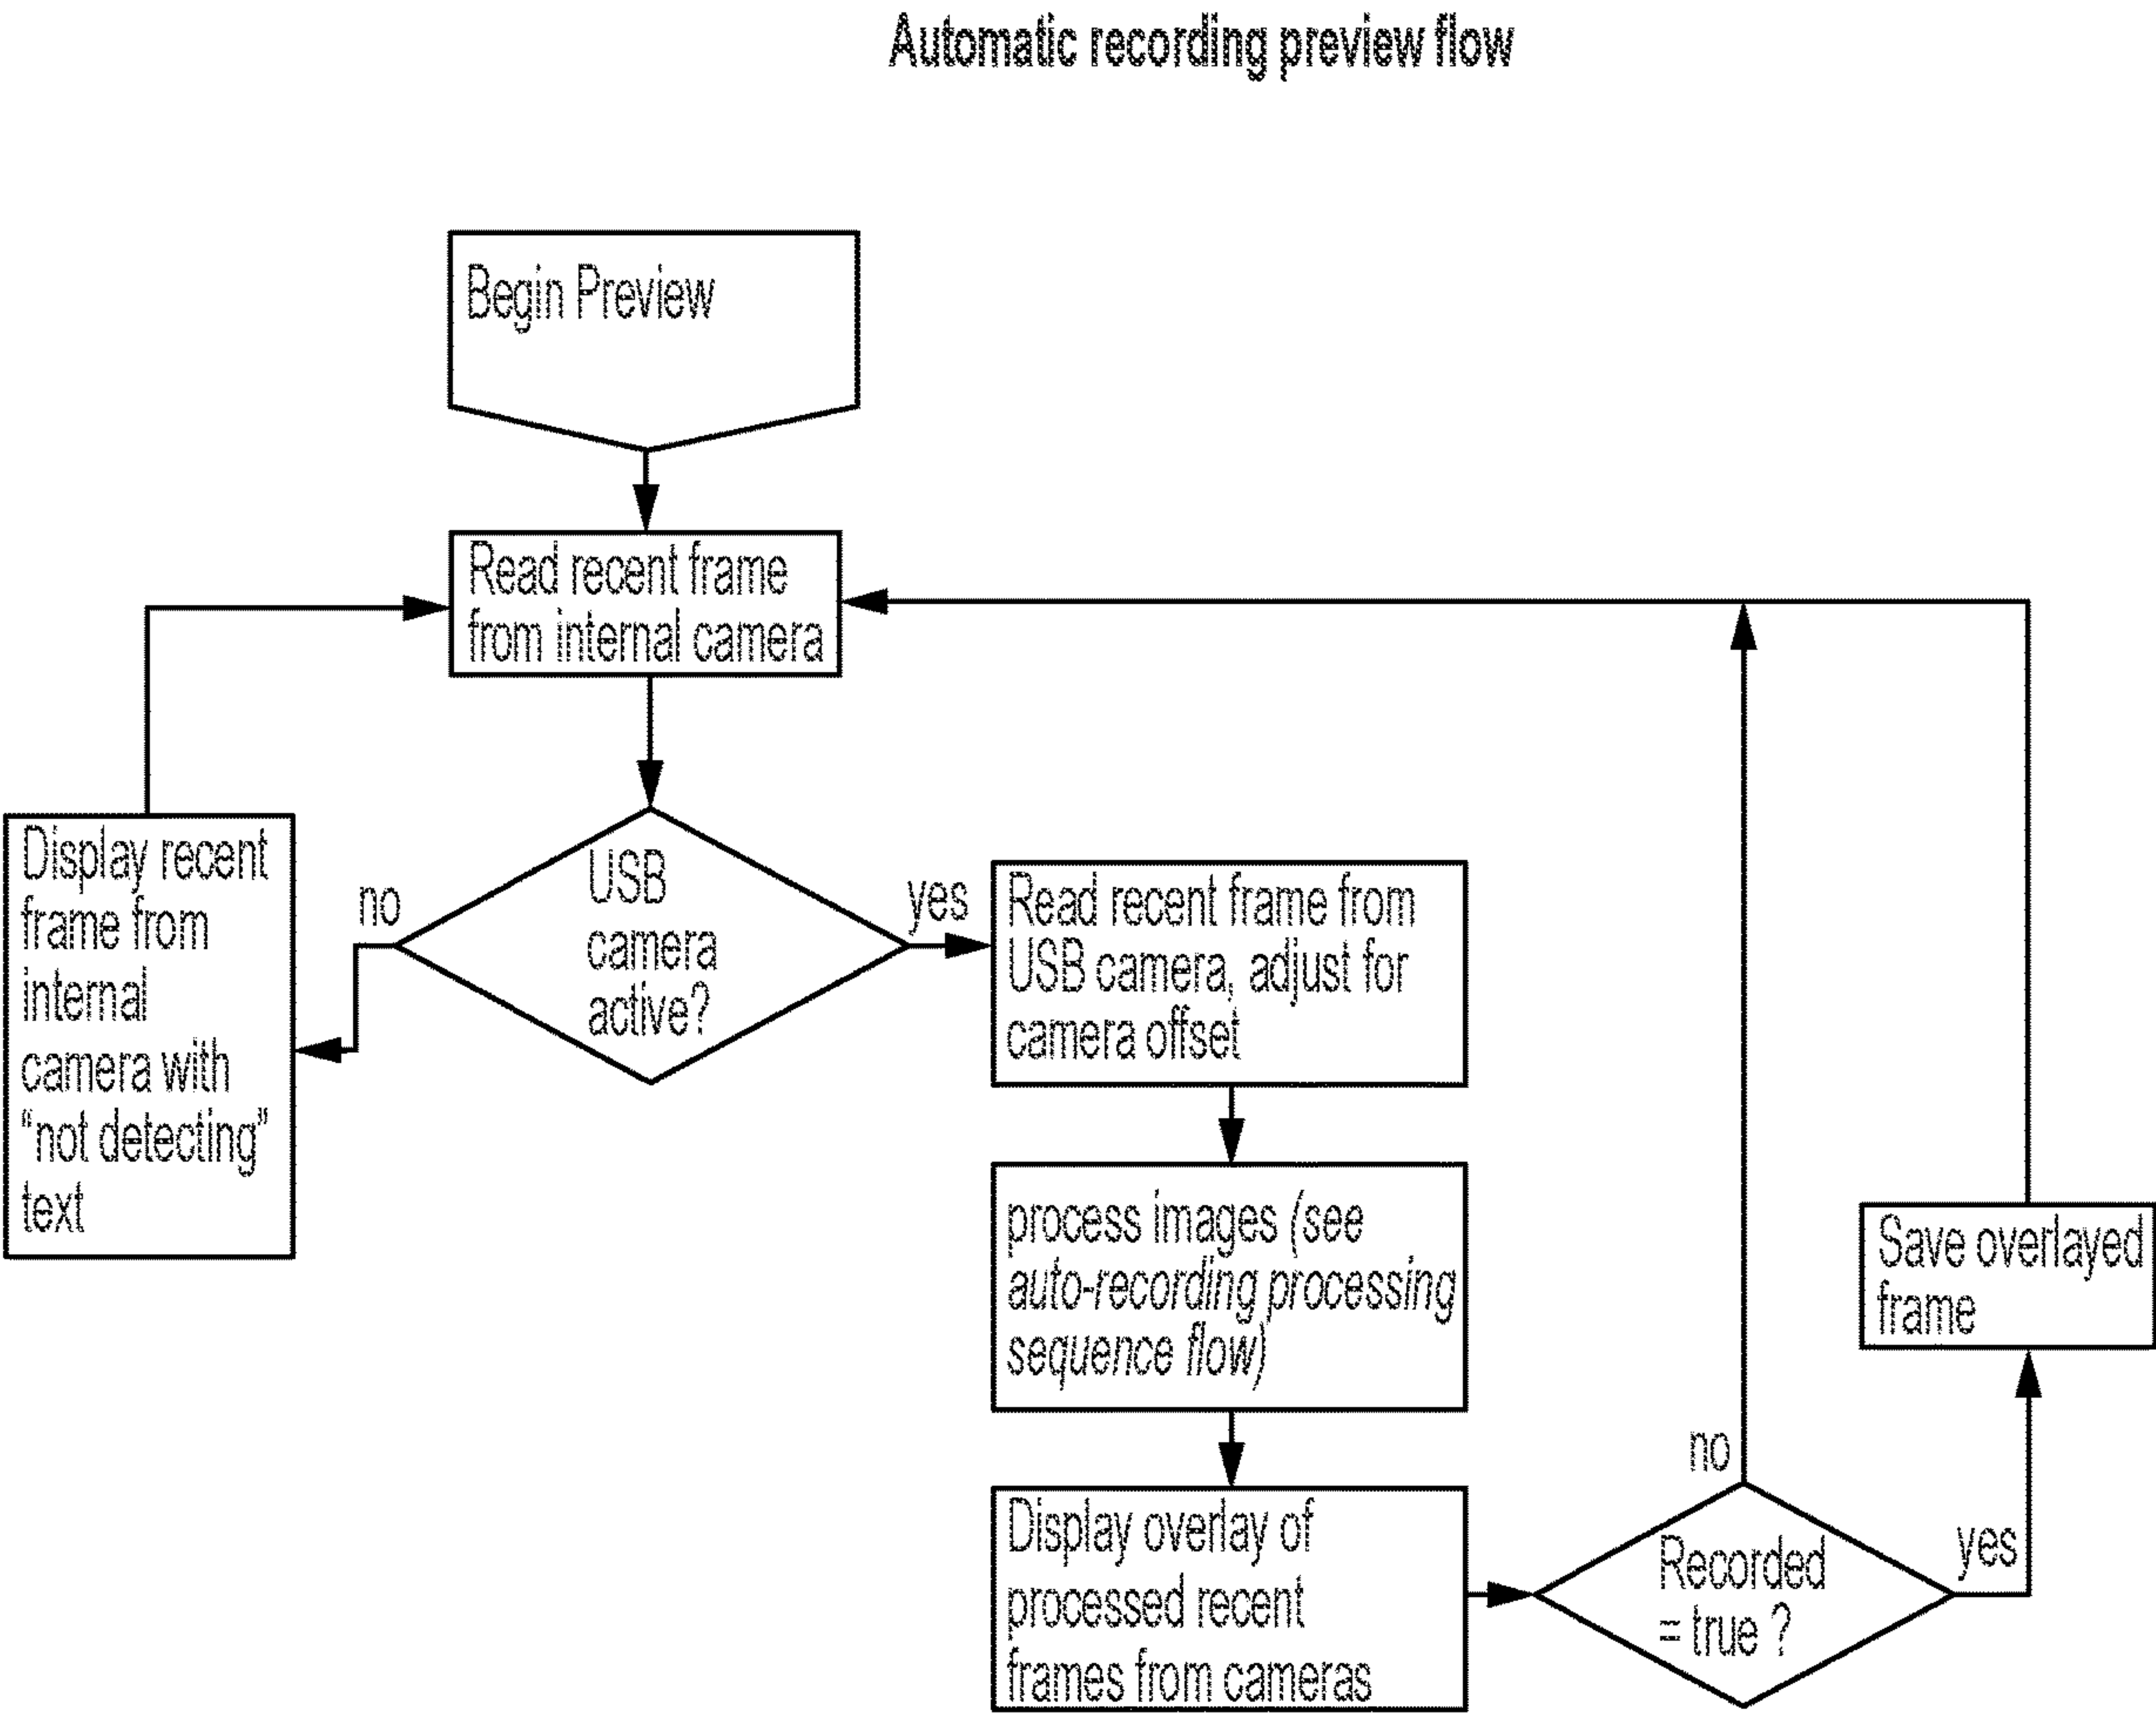 Automatic recording preview flow
Begin Preview
Read recent frame
from internal camera
Display recent
frame from
internal
camera with
“not detecting”
text
no
USB
camera
active?
yes
Read recent frame from
USB camera, adjust for
camera offset
process images (see
auto-recording processing
sequence flow)
Display overlay of
processed recent
frames from cameras
no
Recorded
= true ?
yes
Save overlayed
frame